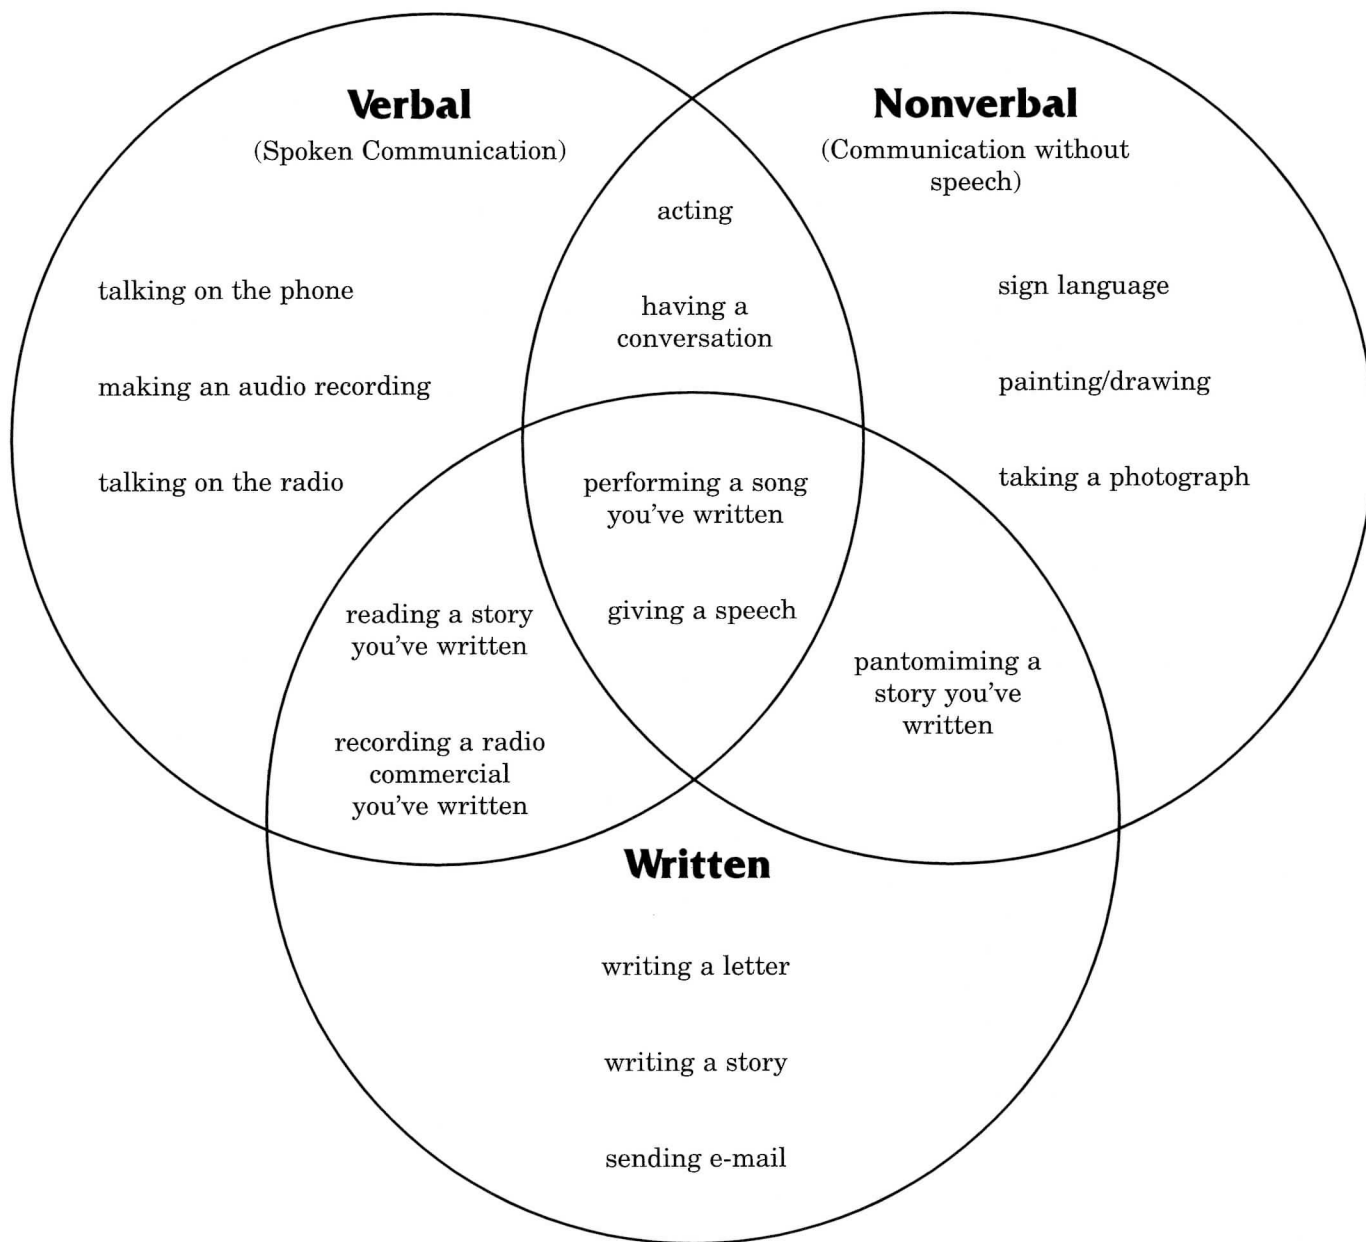 Verbal
(Spoken Communication)
talking on the phone
making an audio recording
talking on the radio
Nonverbal
(Communication without
speech)
sign language
painting/drawing
taking a photograph
acting
having a
conversation
performing a song
you've written
giving a speech
reading a story
you've written
recording a radio
commercial
you've written
pantomiming a
story you've
written
Written
writing a letter
writing a story
sending e-mail